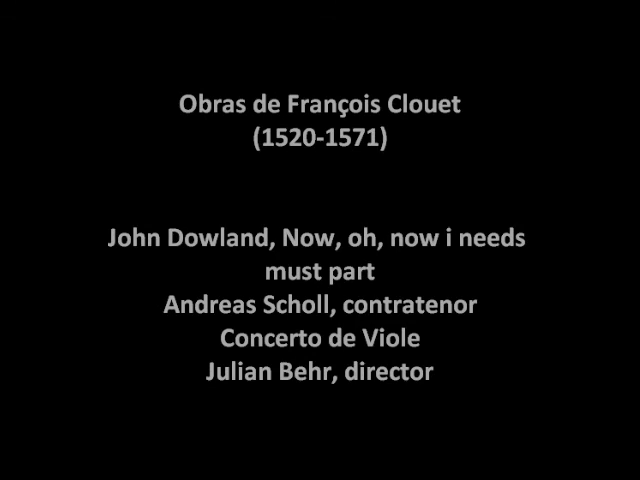 Obras de François Clouet
(1520-1571)
John Dowland, Now, oh, now i needs
must part
Andreas Scholl, contratenor
Concerto de Viole
Julian Behr, director